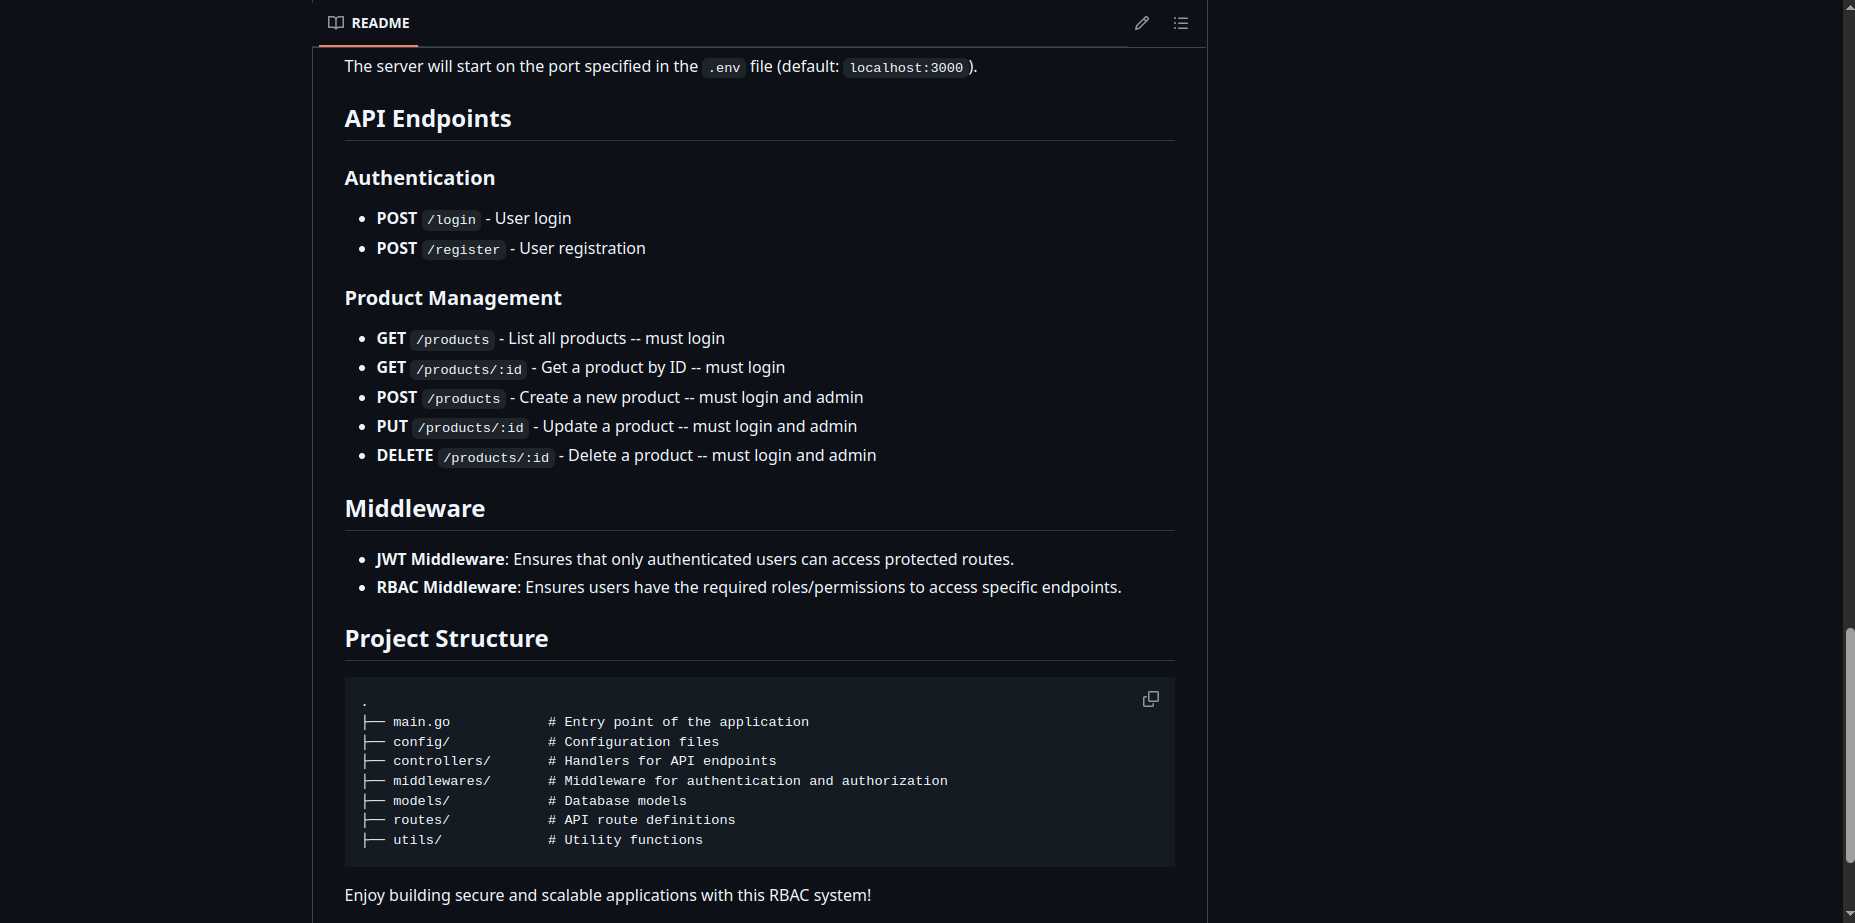 README
The server will start on the port specified in the .env file (default: localhost:3000 ).
API Endpoints
Authentication
POST /login - User login
POST /register - User registration
Product Management
GET /products - List all products -- must login
GET /products/:id - Get a product by ID -- must login
POST /products - Create a new product -- must login and admin
PUT /products/:id - Update a product -- must login and admin
DELETE /products/:id - Delete a product -- must login and admin
Middleware
JWT Middleware: Ensures that only authenticated users can access protected routes.
RBAC Middleware: Ensures users have the required roles/permissions to access specific endpoints.
Project Structure
.
├── main.go            # Entry point of the application
├── config/            # Configuration files
├── controllers/       # Handlers for API endpoints
├── middlewares/       # Middleware for authentication and authorization
├── models/            # Database models
├── routes/            # API route definitions
├── utils/             # Utility functions
Enjoy building secure and scalable applications with this RBAC system!